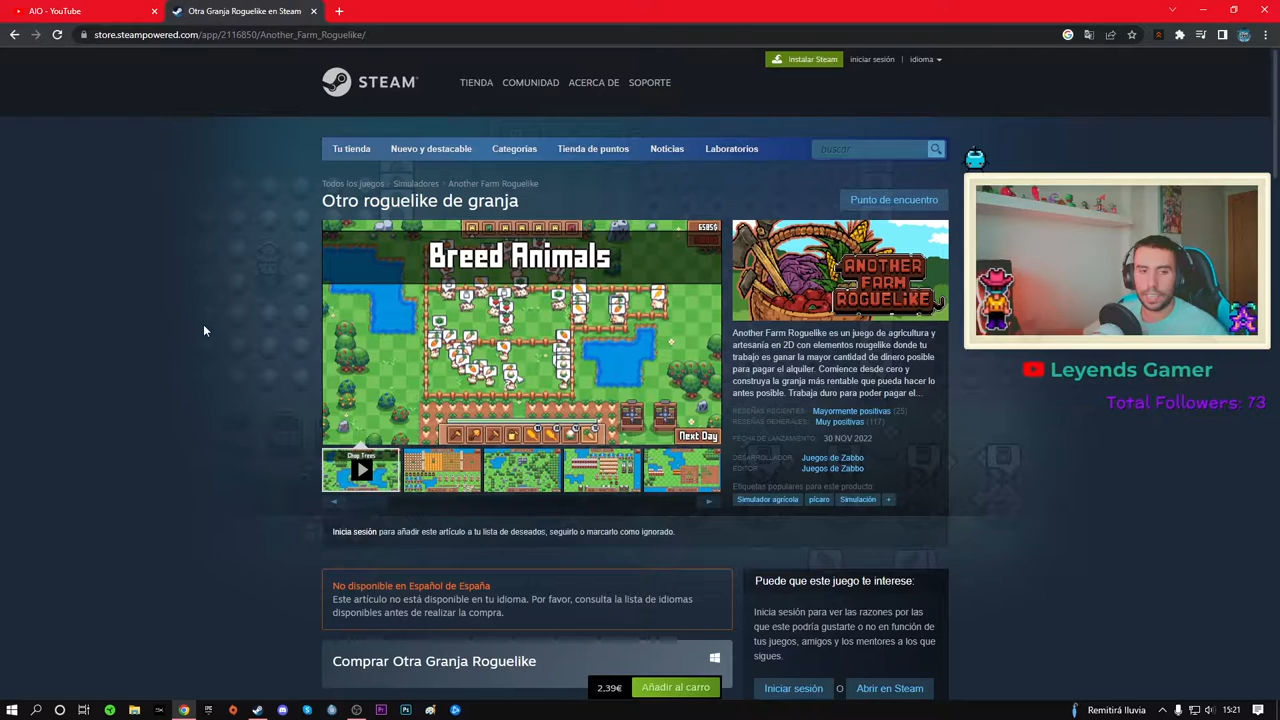 AIO - YouTube
Otra Granja Roguelike en Steam
store.steampowered.com/app/2116850/Another_Farm_Roguelike/
instalar Steam
iniciar sesión
idioma
STEAM
TIENDA
COMUNIDAD
ACERCA DE
SOPORTE
Tu tienda
Nuevo y destacable
Categorías
Tienda de puntos
Noticias
Laboratorios
buscar
Todos los juegos > Simuladores > Another Farm Roguelike
Otro roguelike de granja
Punto de encuentro
6585$
Breed Animals
Next Day
Chop Trees
ANOTHER
FARM
ROGUELIKE
Another Farm Roguelike es un juego de agricultura y
artesanía en 2D con elementos rougelike donde tu
trabajo es ganar la mayor cantidad de dinero posible
para pagar el alquiler. Comience desde cero y
construya la granja más rentable que pueda hacer lo
antes posible. Trabaja duro para poder pagar el...
RESEÑAS RECIENTES: Mayormente positivas (25)
RESEÑAS GENERALES: Muy positivas (117)
FECHA DE LANZAMIENTO: 30 NOV 2022
DESARROLLADOR: Juegos de Zabbo
EDITOR: Juegos de Zabbo
Etiquetas populares para este producto:
Simulador agrícola
pícaro
Simulación
+
Leyends Gamer
Total Followers: 73
Inicia sesión para añadir este artículo a tu lista de deseados, seguirlo o marcarlo como ignorado.
No disponible en Español de España
Este artículo no está disponible en tu idioma. Por favor, consulta la lista de idiomas
disponibles antes de realizar la compra.
Puede que este juego te interese:
Inicia sesión para ver las razones por las
que este podría gustarte o no en función de
tus juegos, amigos y los mentores a los que
sigues.
Iniciar sesión
O
Abrir en Steam
Comprar Otra Granja Roguelike
2,39€
Añadir al carro
Remitirá lluvia
15:21